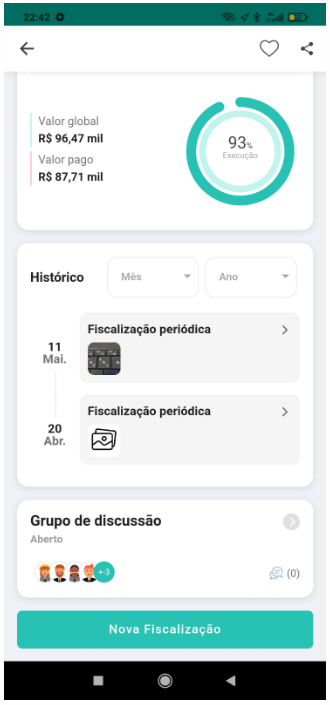 22:42
Valor global
R$ 96,47 mil
Valor pago
R$ 87,71 mil
93%
Execução
Histórico
Mês
Ano
11
Mai.
Fiscalização periódica
20
Abr.
Fiscalização periódica
Grupo de discussão
Aberto
+3
(0)
Nova Fiscalização